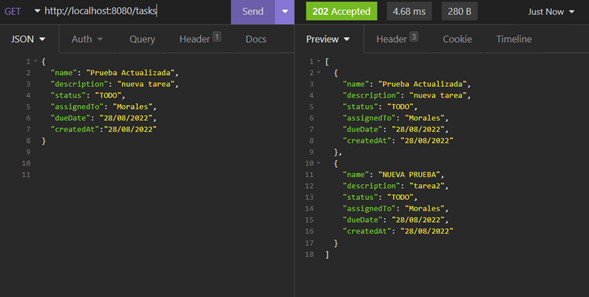 GET http://localhost:8080/tasks Send 202 Accepted 4.68 ms 280 B Just Now
JSON Auth Query Header 1 Docs Preview Header 3 Cookie Timeline
1 {
2 "name": "Prueba Actualizada",
3 "description": "nueva tarea",
4 "status": "TODO",
5 "assignedTo": "Morales",
6 "dueDate": "28/08/2022",
7 "createdAt":"28/08/2022"
8 }
9
10
11
1 [
2 {
3 "name": "Prueba Actualizada",
4 "description": "nueva tarea",
5 "status": "TODO",
6 "assignedTo": "Morales",
7 "dueDate": "28/08/2022",
8 "createdAt": "28/08/2022"
9 },
10 {
11 "name": "NUEVA PRUEBA",
12 "description": "tarea2",
13 "status": "TODO",
14 "assignedTo": "Morales",
15 "dueDate": "28/08/2022",
16 "createdAt": "28/08/2022"
17 }
18 ]